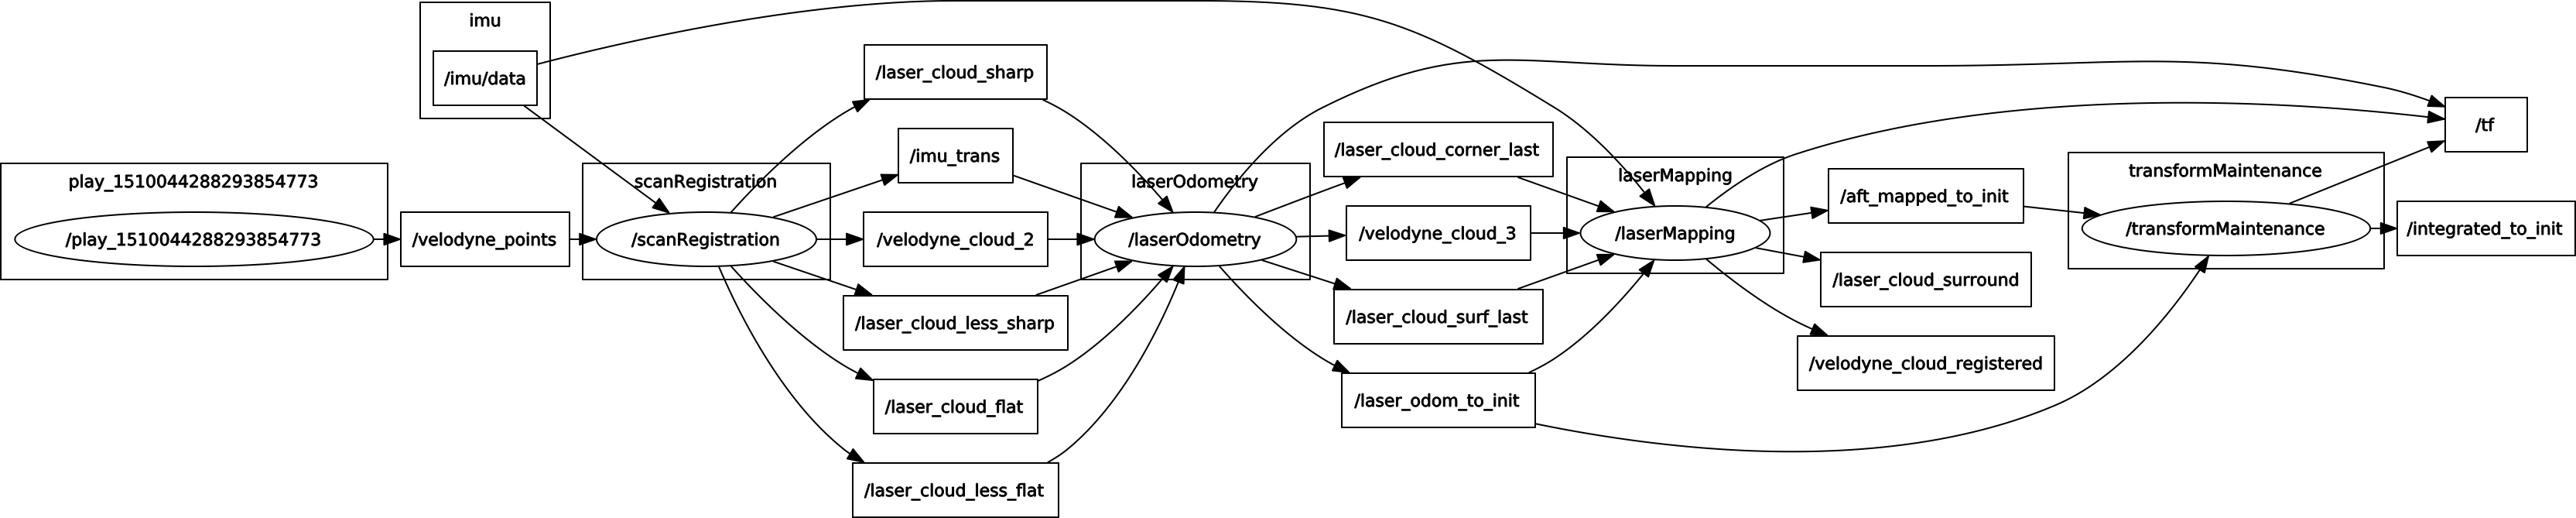 imu
/imu/data
play_1510044288293854773
/play_1510044288293854773
/velodyne_points
scanRegistration
/scanRegistration
/laser_cloud_sharp
/imu_trans
/velodyne_cloud_2
/laser_cloud_less_sharp
/laser_cloud_flat
/laser_cloud_less_flat
laserOdometry
/laserOdometry
/laser_cloud_corner_last
/velodyne_cloud_3
/laser_cloud_surf_last
/laser_odom_to_init
laserMapping
/laserMapping
/aft_mapped_to_init
/laser_cloud_surround
/velodyne_cloud_registered
transformMaintenance
/transformMaintenance
/tf
/integrated_to_init